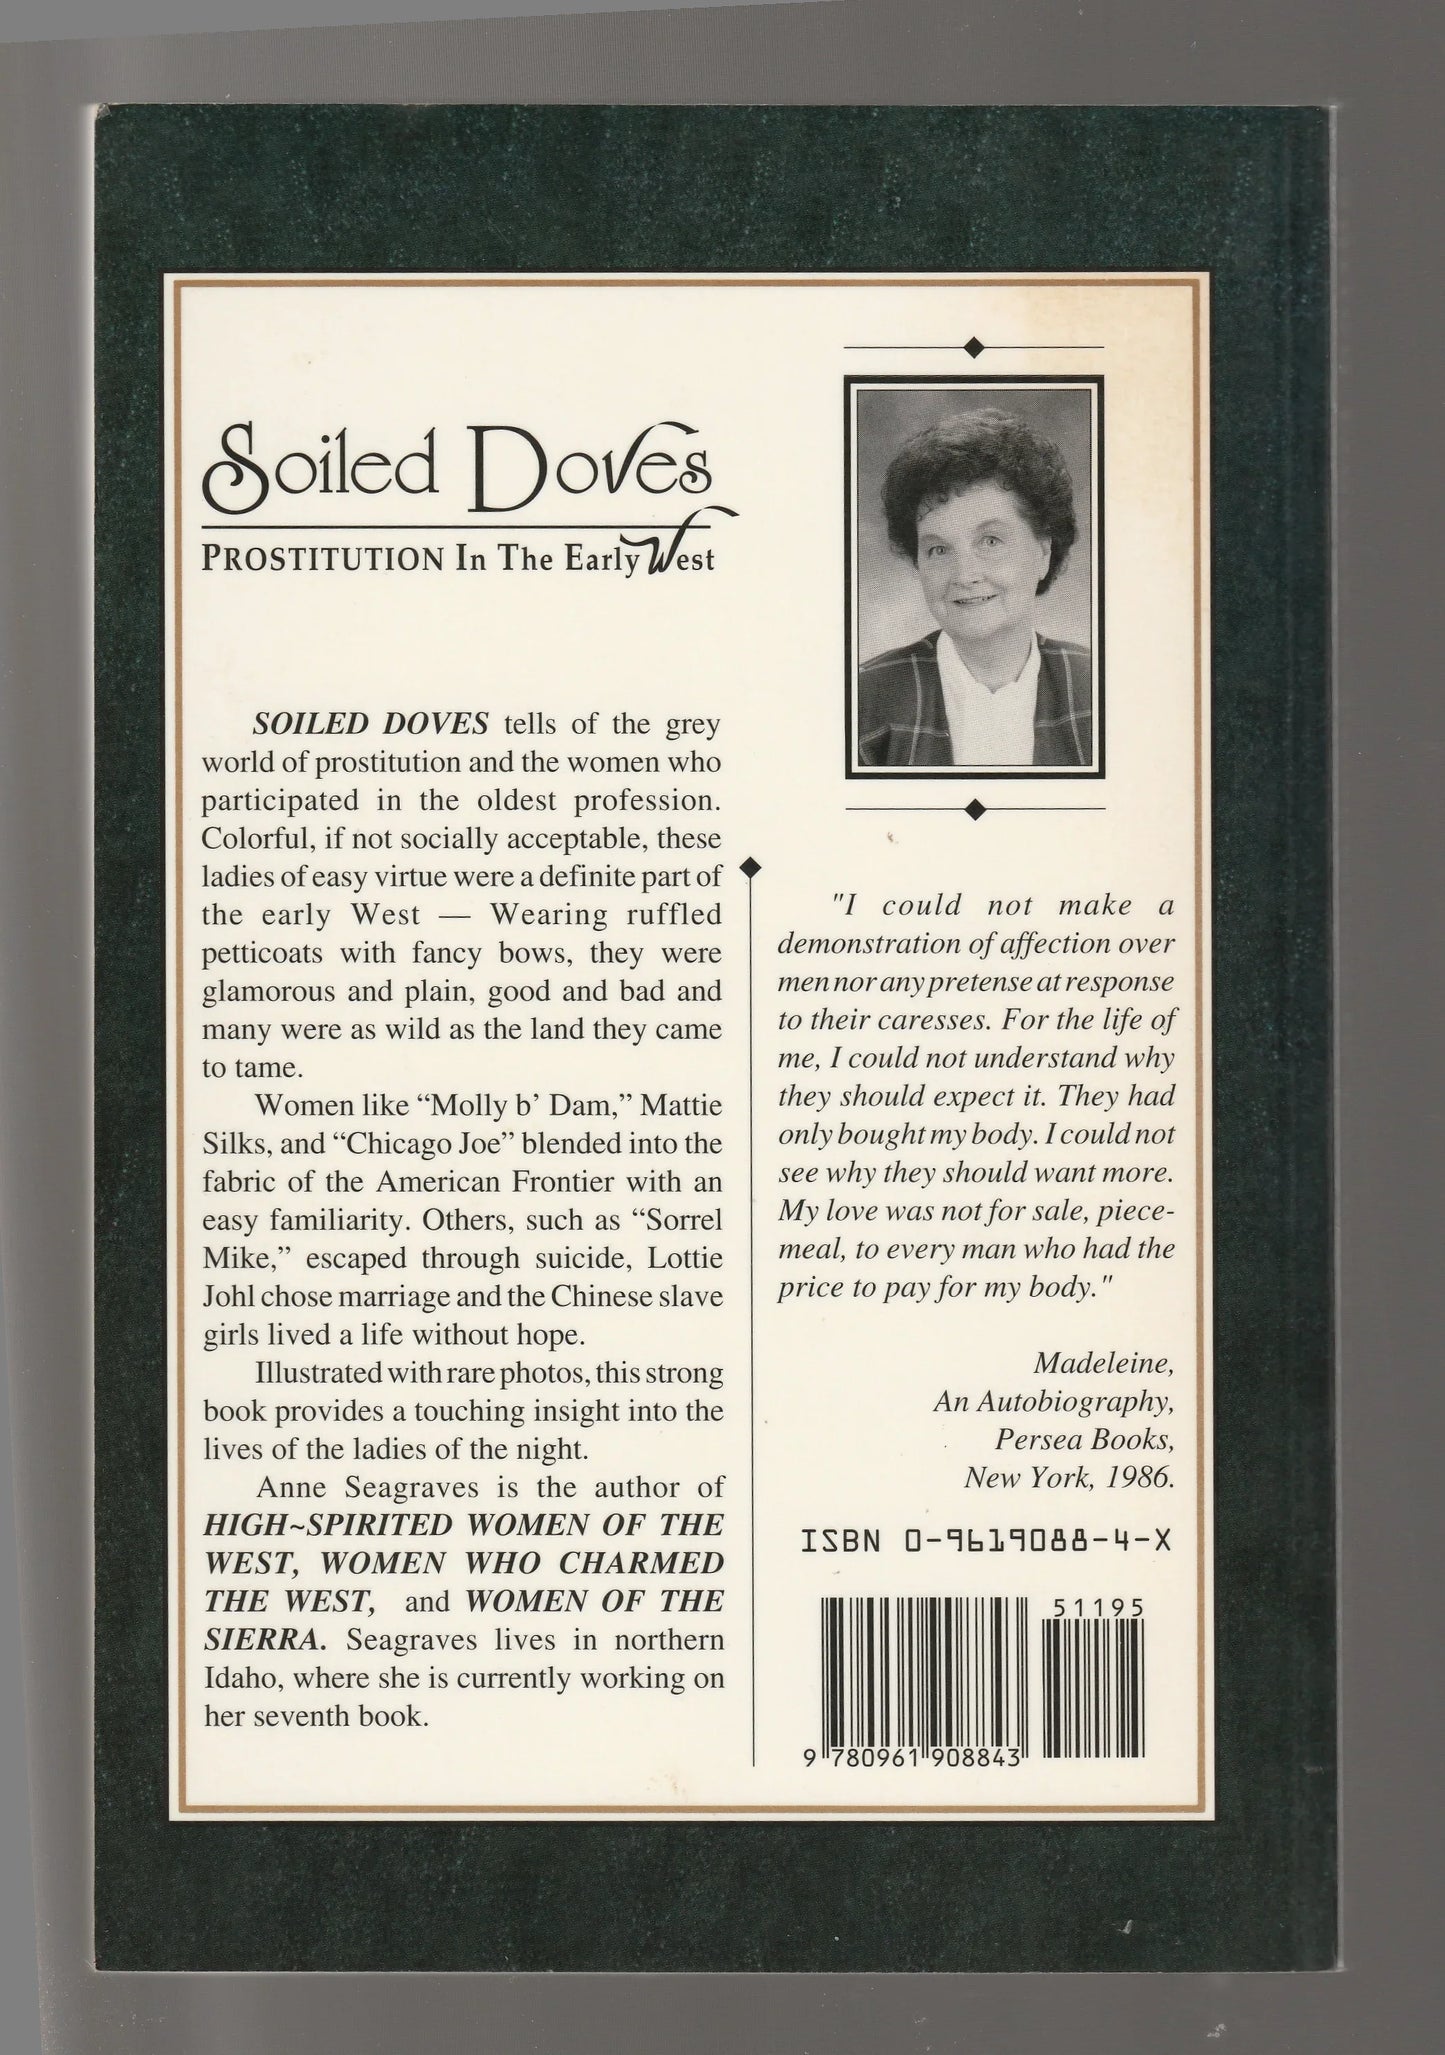 Soiled Doves
PROSTITUTION In The Early West
SOILED DOVES tells of the grey
world of prostitution and the women who
participated in the oldest profession.
Colorful, if not socially acceptable, these
ladies of easy virtue were a definite part of
the early West — Wearing ruffled
petticoats with fancy bows, they were
glamorous and plain, good and bad and
many were as wild as the land they came
to tame.
Women like “Molly b’ Dam,” Mattie
Silks, and “Chicago Joe” blended into the
fabric of the American Frontier with an
easy familiarity. Others, such as “Sorrel
Mike,” escaped through suicide, Lottie
Johl chose marriage and the Chinese slave
girls lived a life without hope.
Illustrated with rare photos, this strong
book provides a touching insight into the
lives of the ladies of the night.
Anne Seagraves is the author of
HIGH~SPIRITED WOMEN OF THE
WEST, WOMEN WHO CHARMED
THE WEST, and WOMEN OF THE
SIERRA. Seagraves lives in northern
Idaho, where she is currently working on
her seventh book.
"I could not make a
demonstration of affection over
men nor any pretense at response
to their caresses. For the life of
me, I could not understand why
they should expect it. They had
only bought my body. I could not
see why they should want more.
My love was not for sale, piece-
meal, to every man who had the
price to pay for my body."
Madeleine,
An Autobiography,
Persea Books,
New York, 1986.
ISBN 0-9619088-4-X
51195
9 780961 908843